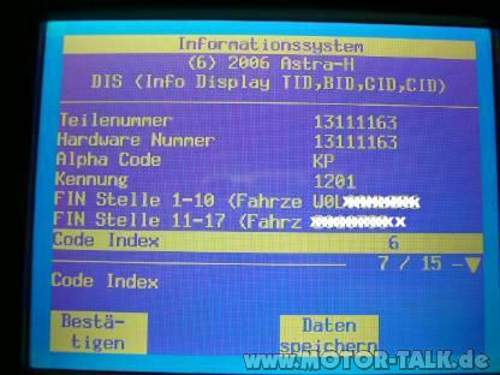 Informationssystem
(6) 2006 Astra-H
DIS (Info Display TID,BID,GID,CID)
Teilenummer 13111163
Hardware Nummer 13111163
Alpha Code KP
Kennung 1201
FIN Stelle 1-10 (Fahrze W0L
FIN Stelle 11-17 (Fahrz
Code Index 6
7 / 15
Code Index
Bestä- Daten
tigen speichern
www.MOTOR-TALK.de